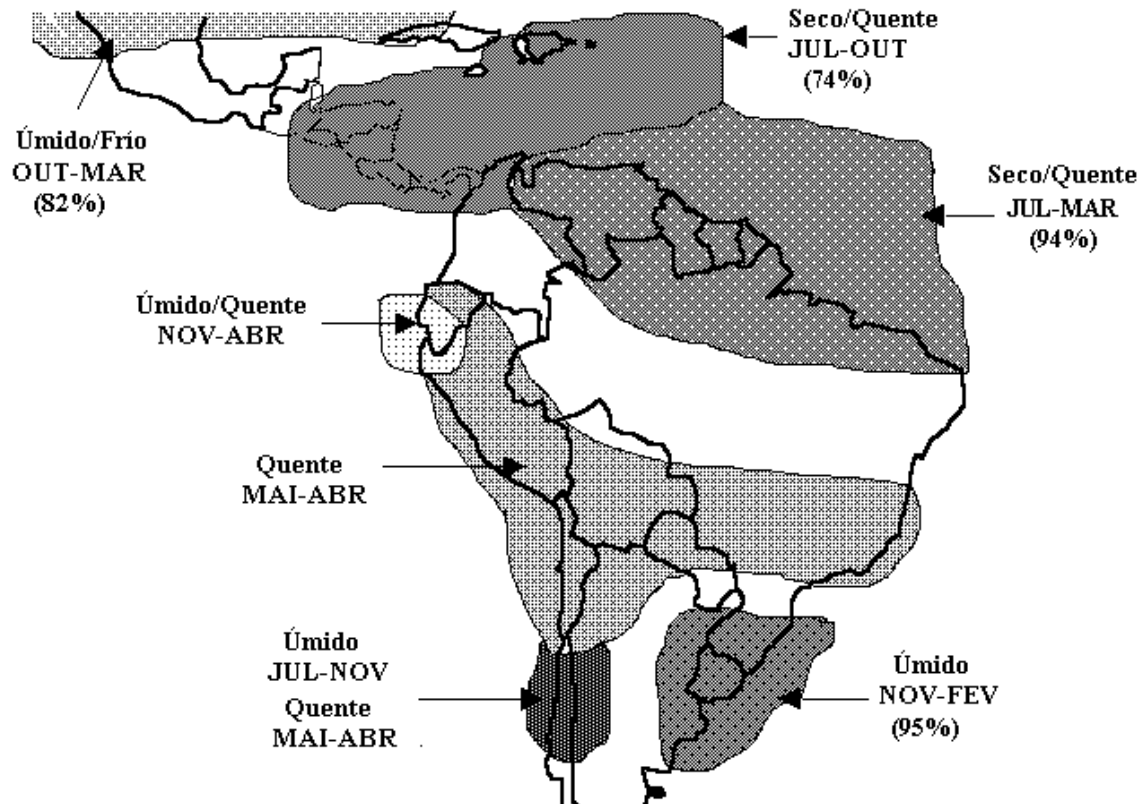 Seco/Quente
JUL-OUT
(74%)
Úmido/Frío
OUT-MAR
(82%)
Seco/Quente
JUL-MAR
(94%)
Úmido/Quente
NOV-ABR
Quente
MAI-ABR
Úmido
JUL-NOV
Quente
MAI-ABR
Úmido
NOV-FEV
(95%)